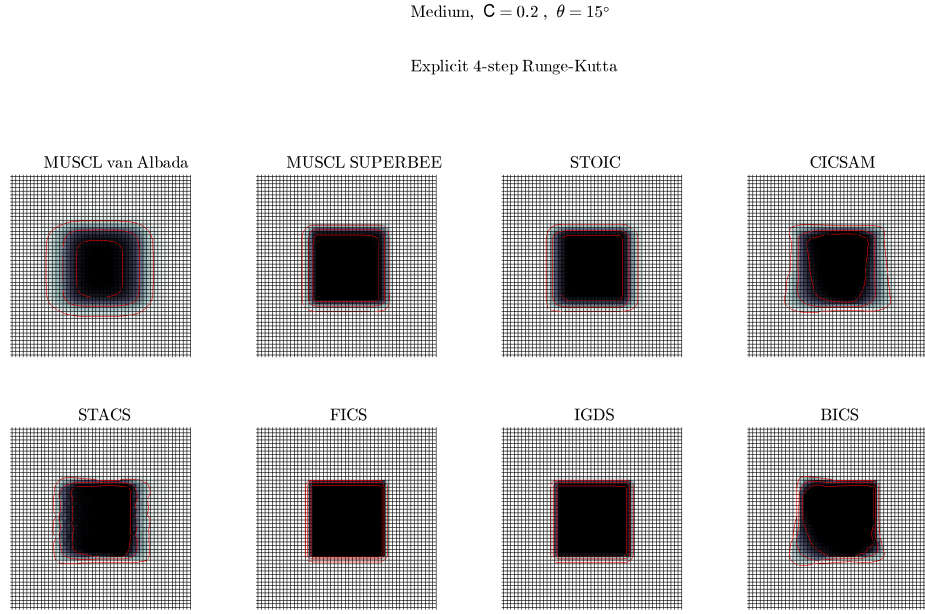 Medium, C = 0.2 , θ = 15°
Explicit 4-step Runge-Kutta
MUSCL van Albada
MUSCL SUPERBEE
STOIC
CICSAM
STACS
FICS
IGDS
BICS